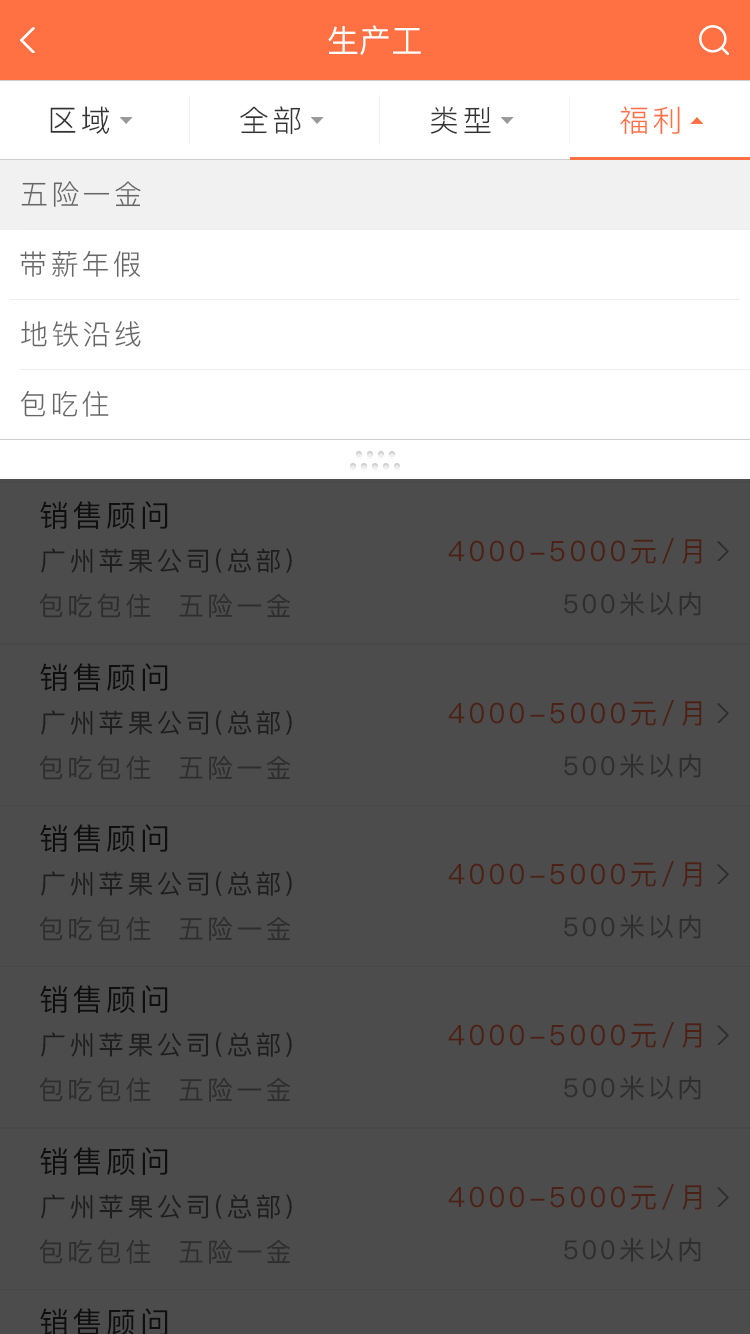 生产工
区域 全部 类型 福利
五险一金
带薪年假
地铁沿线
包吃住
销售顾问
广州苹果公司(总部) 4000-5000元/月
包吃包住 五险一金 500米以内
销售顾问
广州苹果公司(总部) 4000-5000元/月
包吃包住 五险一金 500米以内
销售顾问
广州苹果公司(总部) 4000-5000元/月
包吃包住 五险一金 500米以内
销售顾问
广州苹果公司(总部) 4000-5000元/月
包吃包住 五险一金 500米以内
销售顾问
广州苹果公司(总部) 4000-5000元/月
包吃包住 五险一金 500米以内
销售顾问